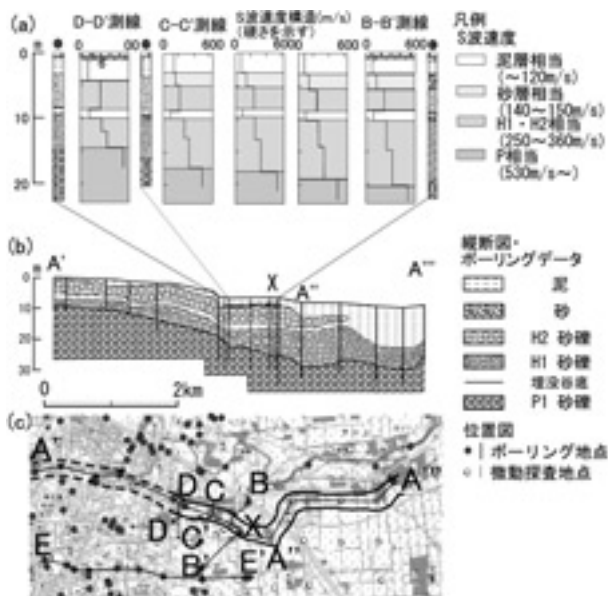 (a)
D-D'測線
C-C'測線
S波速度構造(m/s)
(硬さを示す)
B-B'測線
凡例
S波速度
m
0
10
20
0
600
0
600
0
600
泥層相当
(～120m/s)
砂層相当
(140～150m/s)
H1・H2相当
(250～360m/s)
P相当
(530m/s～)
(b)
A'
X
A''
A'''
m
0
10
20
30
0
2km
縦断図・
ボーリングデータ
泥
砂
H2 砂礫
H1 砂礫
埋没谷底
P1 砂礫
位置図
ボーリング地点
微動探査地点
(c)
A'
D
C
B
X
A'''
D'
C'
B'
E
E'
A''